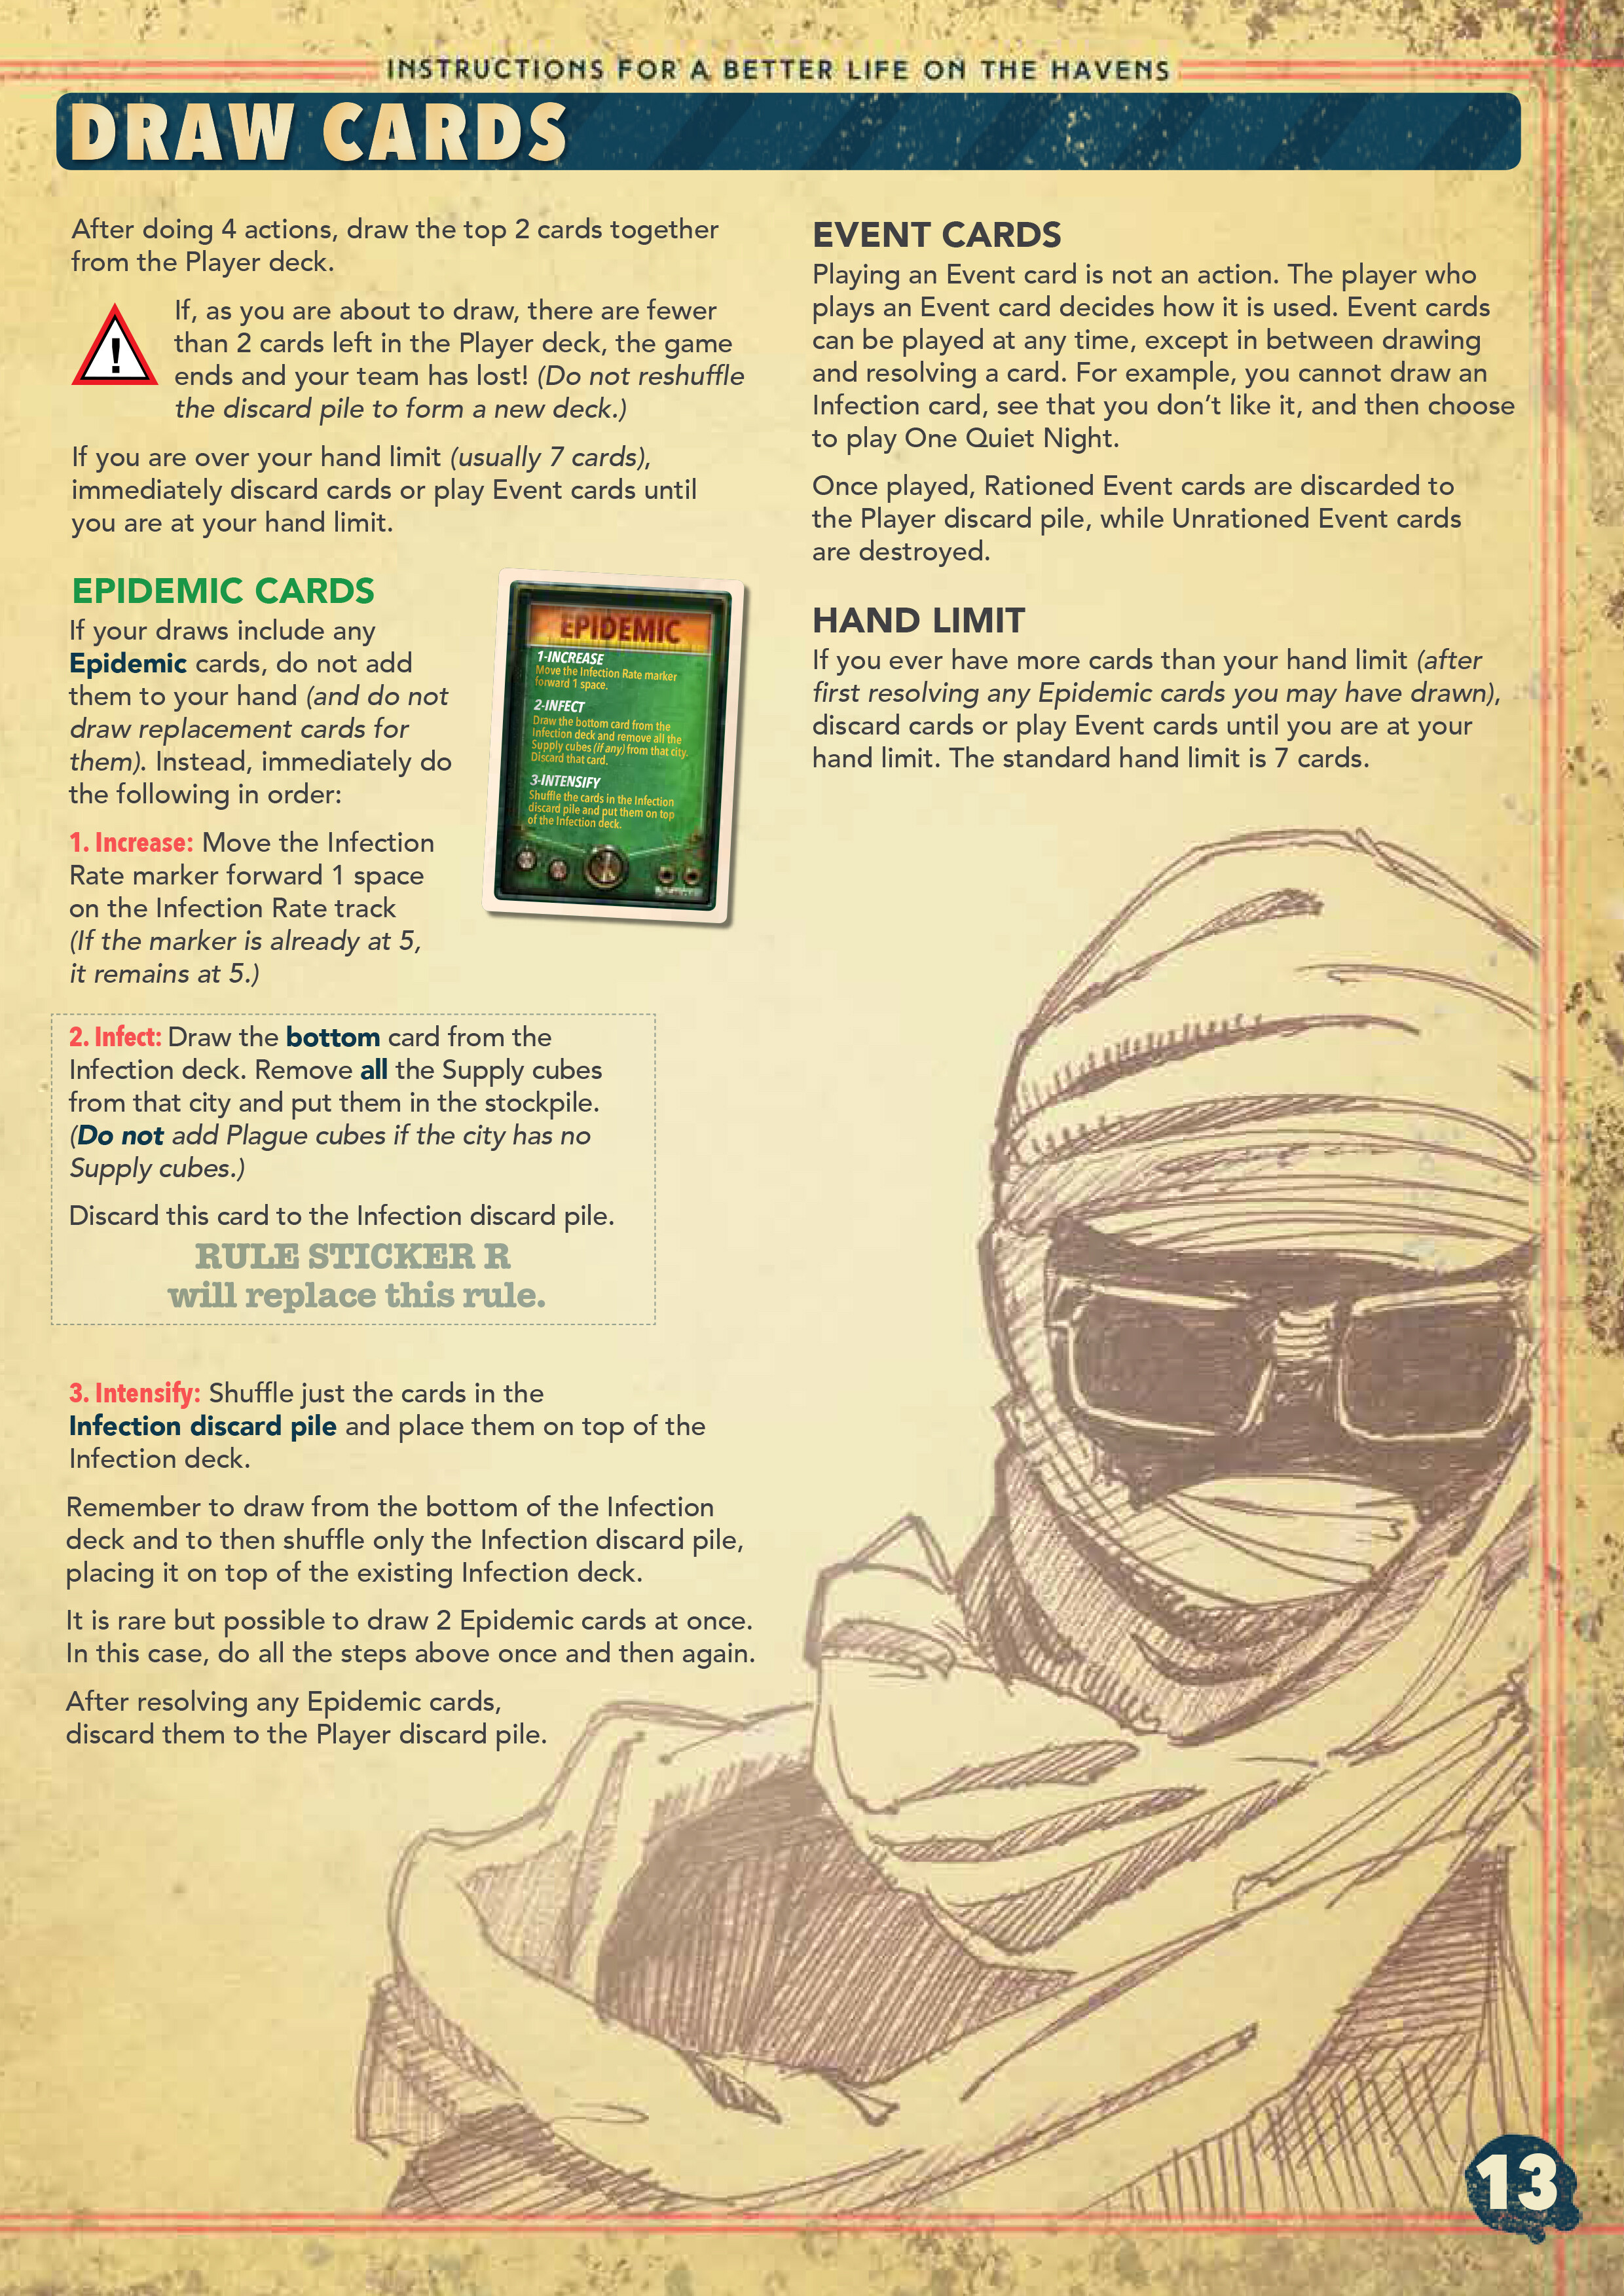 INSTRUCTIONS FOR A BETTER LIFE ON THE HAVENS
DRAW CARDS
After doing 4 actions, draw the top 2 cards together
from the Player deck.
!
If, as you are about to draw, there are fewer
than 2 cards left in the Player deck, the game
ends and your team has lost! (Do not reshuffle
the discard pile to form a new deck.)
If you are over your hand limit (usually 7 cards),
immediately discard cards or play Event cards until
you are at your hand limit.
EPIDEMIC CARDS
If your draws include any
Epidemic cards, do not add
them to your hand (and do not
draw replacement cards for
them). Instead, immediately do
the following in order:
1. Increase: Move the Infection
Rate marker forward 1 space
on the Infection Rate track
(If the marker is already at 5,
it remains at 5.)
EPIDEMIC
1-INCREASE
Move the Infection Rate marker
forward 1 space.
2-INFECT
Draw the bottom card from the
Infection deck and remove all the
Supply cubes (if any) from that city.
Discard that card.
3-INTENSIFY
Shuffle the cards in the Infection
discard pile and put them on top
of the Infection deck.
2. Infect: Draw the bottom card from the
Infection deck. Remove all the Supply cubes
from that city and put them in the stockpile.
(Do not add Plague cubes if the city has no
Supply cubes.)
Discard this card to the Infection discard pile.
RULE STICKER R
will replace this rule.
3. Intensify: Shuffle just the cards in the
Infection discard pile and place them on top of the
Infection deck.
Remember to draw from the bottom of the Infection
deck and to then shuffle only the Infection discard pile,
placing it on top of the existing Infection deck.
It is rare but possible to draw 2 Epidemic cards at once.
In this case, do all the steps above once and then again.
After resolving any Epidemic cards,
discard them to the Player discard pile.
EVENT CARDS
Playing an Event card is not an action. The player who
plays an Event card decides how it is used. Event cards
can be played at any time, except in between drawing
and resolving a card. For example, you cannot draw an
Infection card, see that you don't like it, and then choose
to play One Quiet Night.
Once played, Rationed Event cards are discarded to
the Player discard pile, while Unrationed Event cards
are destroyed.
HAND LIMIT
If you ever have more cards than your hand limit (after
first resolving any Epidemic cards you may have drawn),
discard cards or play Event cards until you are at your
hand limit. The standard hand limit is 7 cards.
13